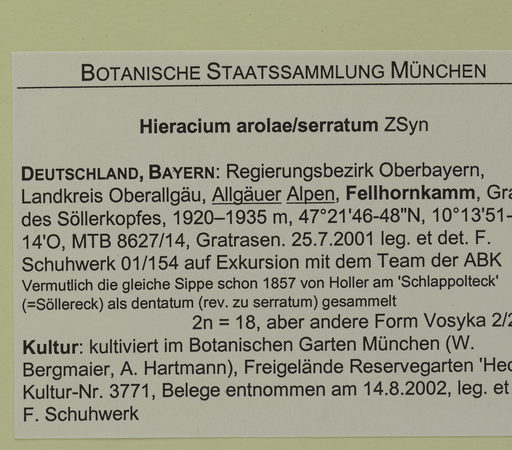 BOTANISCHE STAATSSAMMLUNG MÜNCHEN
Hieracium arolae/serratum ZSyn
DEUTSCHLAND, BAYERN: Regierungsbezirk Oberbayern,
Landkreis Oberallgäu, Allgäuer Alpen, Fellhornkamm, Gra
des Söllerkopfes, 1920–1935 m, 47°21'46-48"N, 10°13'51-
14'O, MTB 8627/14, Gratrasen. 25.7.2001 leg. et det. F.
Schuhwerk 01/154 auf Exkursion mit dem Team der ABK
Vermutlich die gleiche Sippe schon 1857 von Holler am 'Schlappolteck'
(=Söllereck) als dentatum (rev. zu serratum) gesammelt
2n = 18, aber andere Form Vosyka 2/2
Kultur: kultiviert im Botanischen Garten München (W.
Bergmaier, A. Hartmann), Freigelände Reservegarten 'Hec
Kultur-Nr. 3771, Belege entnommen am 14.8.2002, leg. et
F. Schuhwerk